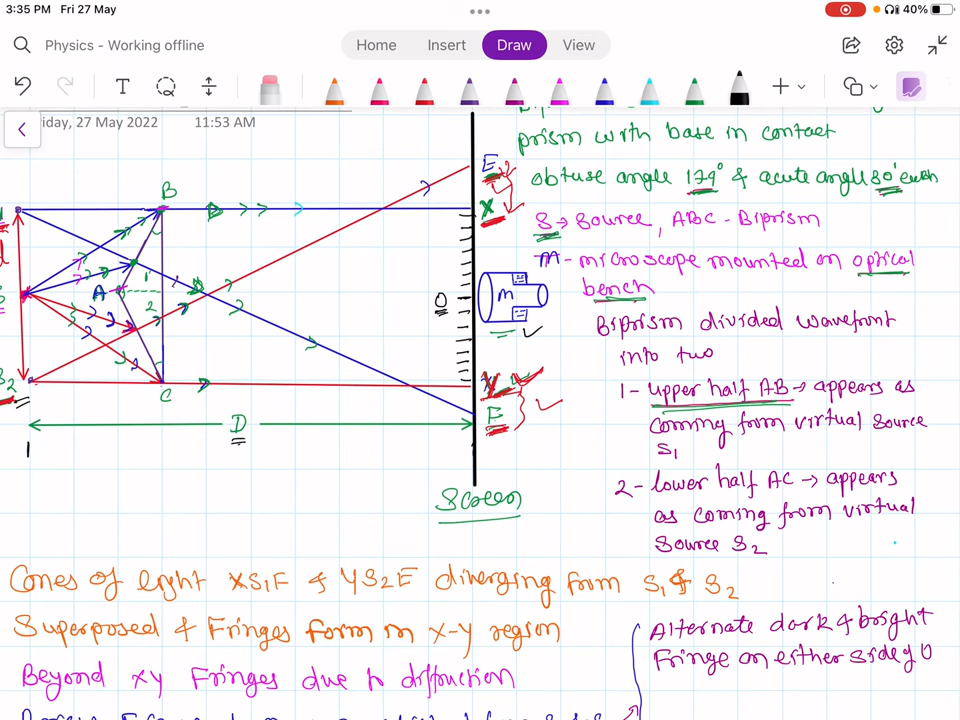 3:35 PM Fri 27 May
40%
Physics - Working offline
Home Insert Draw View
Friday, 27 May 2022 11:53 AM
prism with base in contact
obtuse angle 179° & acute angle 30' each
S → Source, ABC - Biprism
m - microscope mounted on optical
bench
Biprism divided wavefront
into two
1 - upper half AB → appears as
coming from virtual source
S1
2 - lower half AC → appears
as coming from virtual
Source S2
B
E
X
D
A
1
2
O
m
S2
C
Y
F
D
Screen
Cones of light XS1F & YS2E diverging from S1 & S2
Superposed & Fringes form in X-Y region
Beyond XY Fringes due to diffraction
Alternate dark & bright
Fringe on either side of O